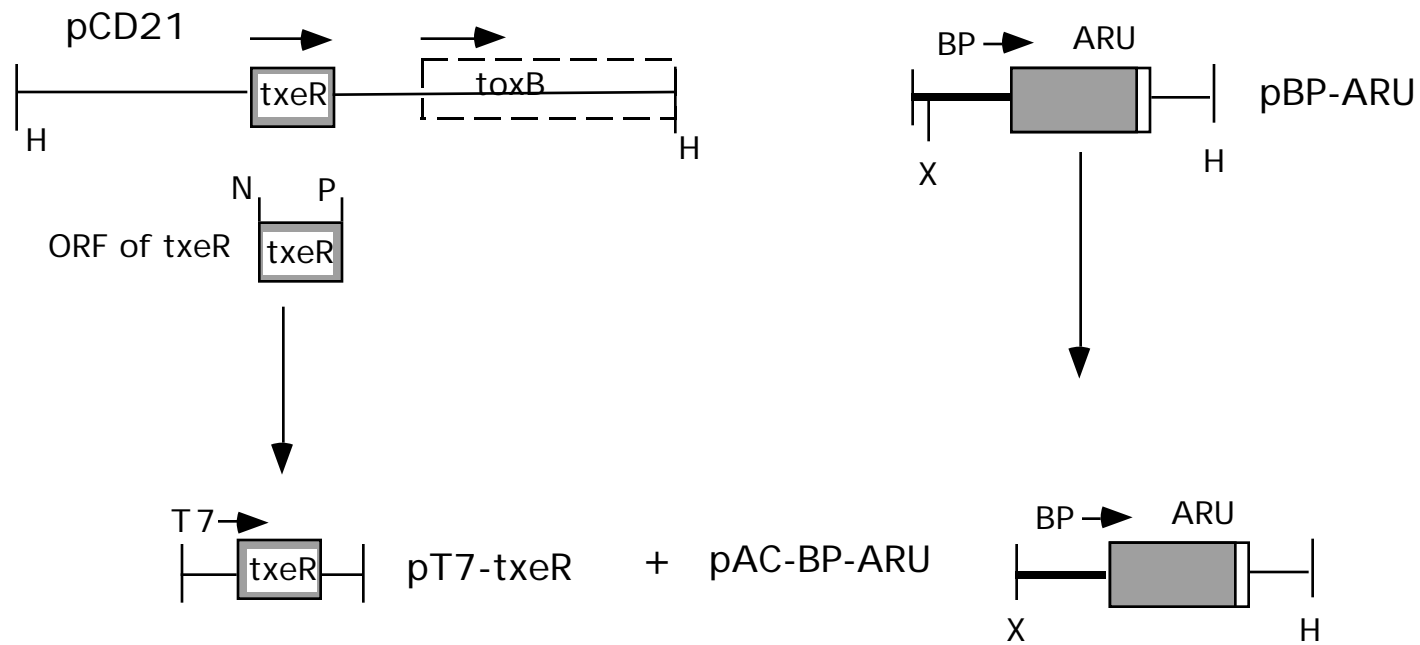 pCD21
txeR
toxB
H
H
BP
ARU
pBP-ARU
X
H
N
P
ORF of txeR
txeR
T7
txeR
pT7-txeR
+
pAC-BP-ARU
BP
ARU
X
H